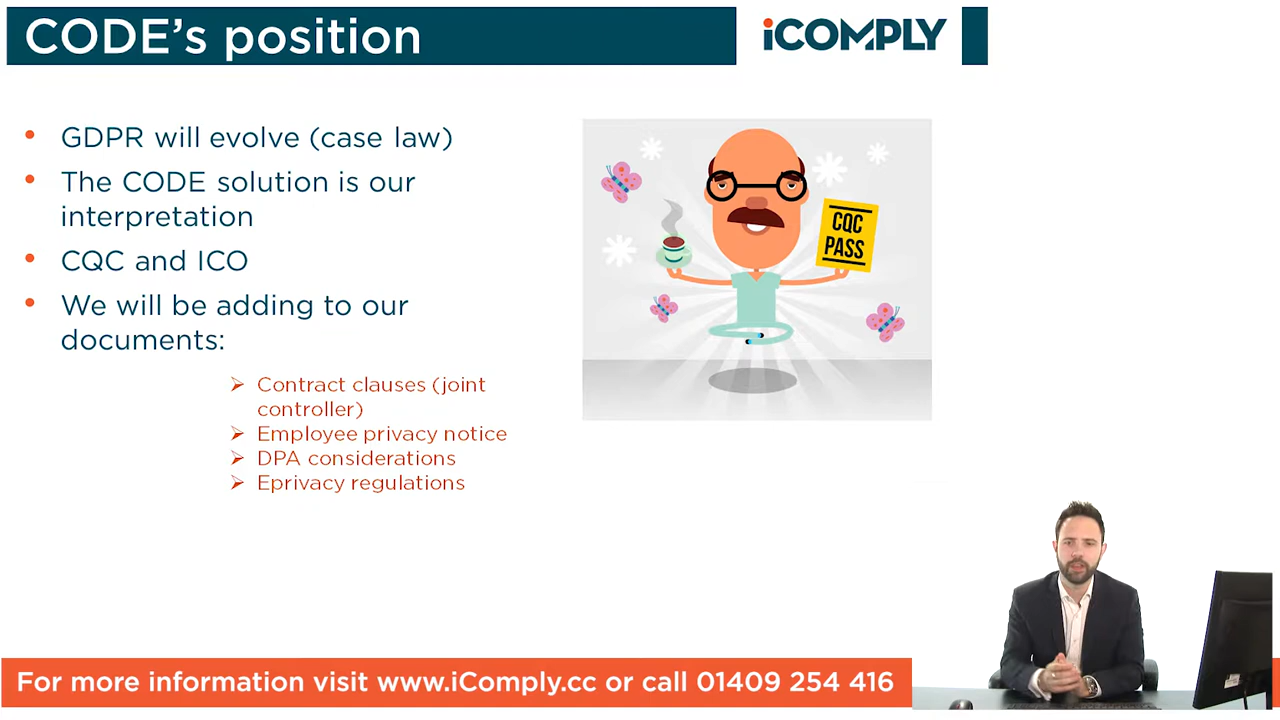 CODE's position
iCOMPLY
• GDPR will evolve (case law)
• The CODE solution is our
interpretation
• CQC and ICO
• We will be adding to our
documents:
➢ Contract clauses (joint
controller)
➢ Employee privacy notice
➢ DPA considerations
➢ Eprivacy regulations
CQC
PASS
For more information visit www.iComply.cc or call 01409 254 416